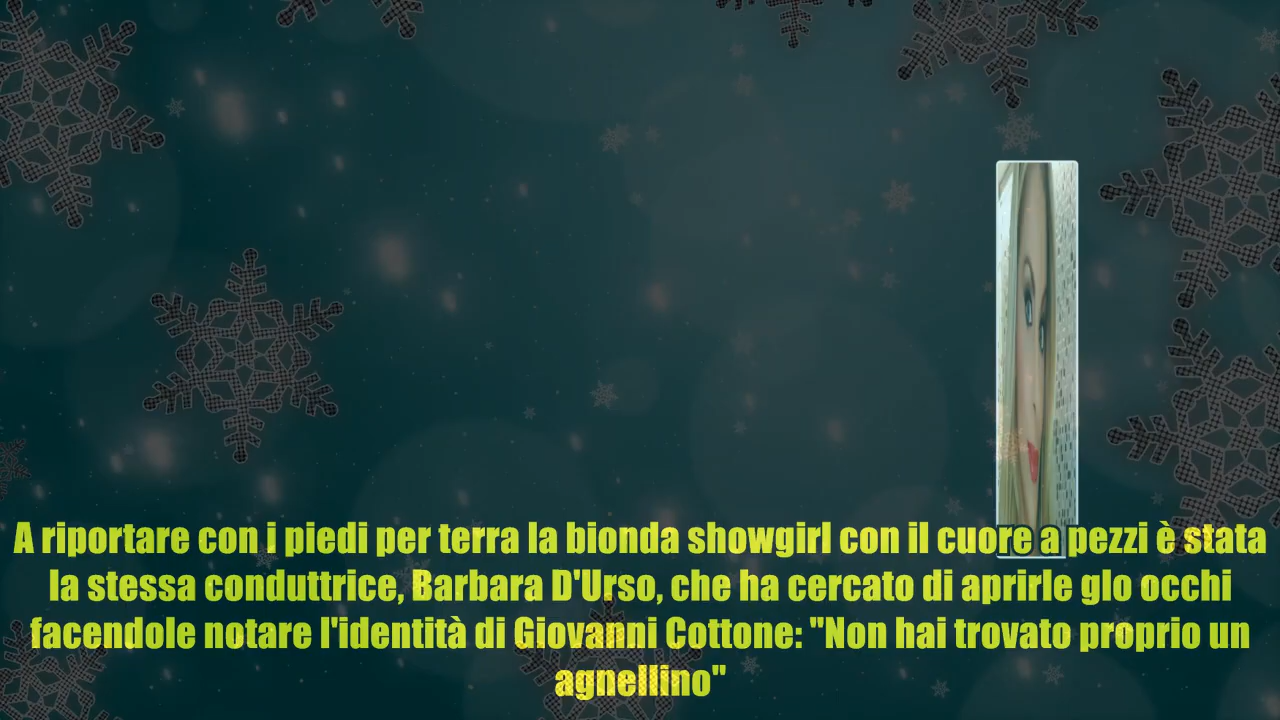 A riportare con i piedi per terra la bionda showgirl con il cuore a pezzi è stata
la stessa conduttrice, Barbara D'Urso, che ha cercato di aprirle glo occhi
facendole notare l'identità di Giovanni Cottone: "Non hai trovato proprio un
agnellino"